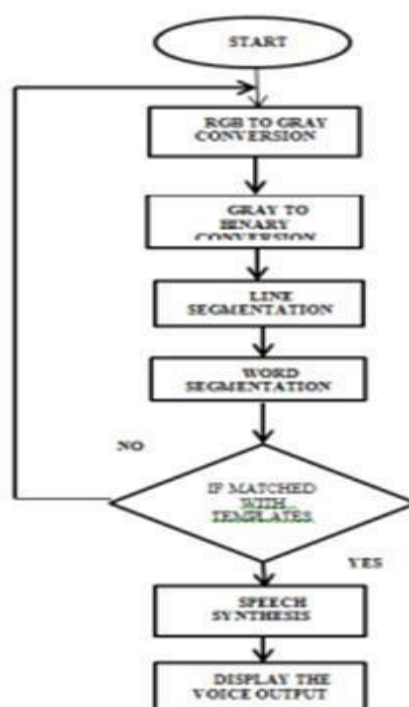 START
RGB TO GRAY
CONVERSION
GRAY TO
BINARY
CONVERSION
LINE
SEGMENTATION
WORD
SEGMENTATION
NO
IF MATCHED
WITH
TEMPLATES
YES
SPEECH
SYNTHESIS
DISPLAY THE
VOICE OUTPUT